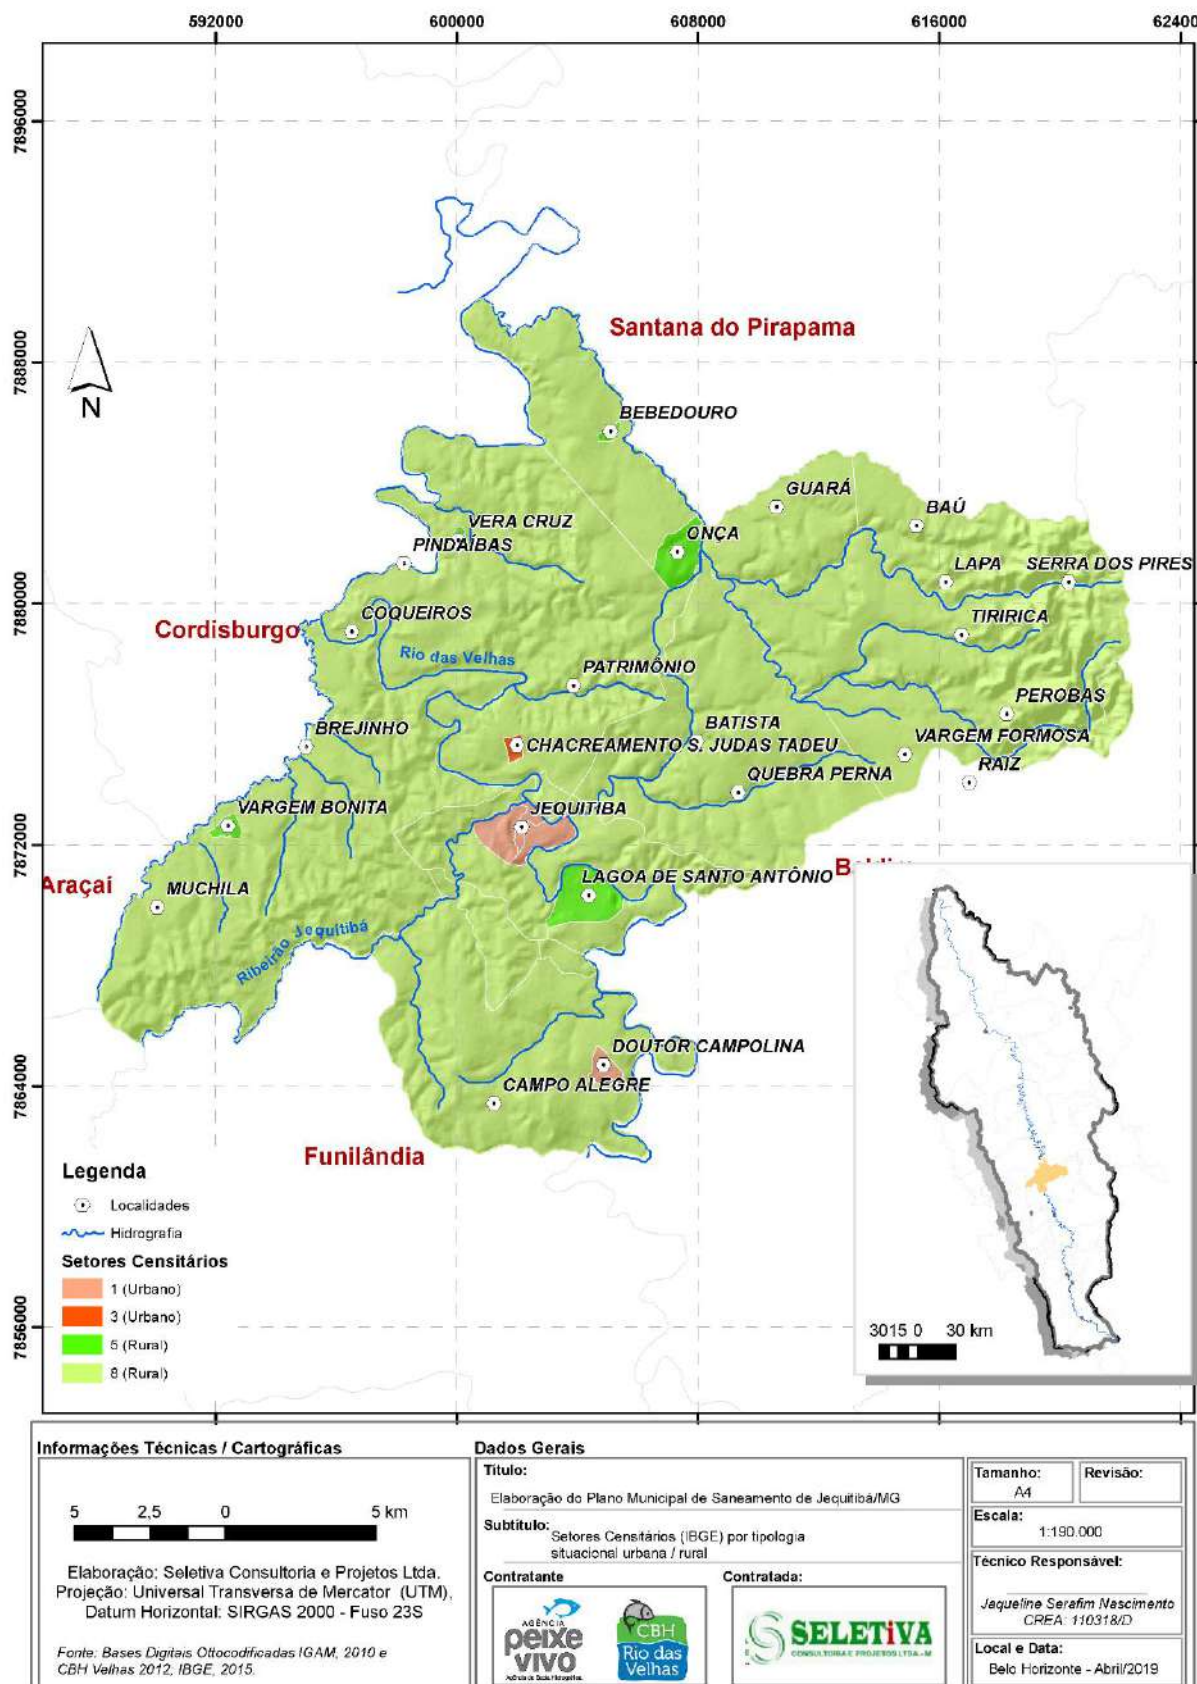 592000 600000 608000 616000
7896000
7888000
7880000
7872000
7864000
7856000
N
Santana do Pirapama
BEBEDOURO
GUARÁ
BAÚ
VERA CRUZ
ONÇA
PINDAÍBAS
LAPA SERRA DOS PIRES
COQUEIROS
TIRIRICA
Cordisburgo
Rio das Velhas
PATRIMÔNIO
PEROBAS
BREJINHO
BATISTA
VARGEM FORMOSA
CHACREAMENTO S. JUDAS TADEU
RAIZ
QUEBRA PERNA
VARGEM BONITA
JEQUITIBA
LAGOA DE SANTO ANTÔNIO
Araçaí
MUCHILA
Ribeirão Jequitibá
DOUTOR CAMPOLINA
CAMPO ALEGRE
Funilândia
Legenda
Localidades
Hidrografia
Setores Censitários
1 (Urbano)
3 (Urbano)
5 (Rural)
8 (Rural)
3015 0 30 km
Informações Técnicas / Cartográficas
5 2,5 0 5 km
Elaboração: Seletiva Consultoria e Projetos Ltda.
Projeção: Universal Transversa de Mercator (UTM),
Datum Horizontal: SIRGAS 2000 - Fuso 23S
Fonte: Bases Digitais Ottocodificadas IGAM, 2010 e
CBH Velhas 2012, IBGE, 2015.
Dados Gerais
Título:
Elaboração do Plano Municipal de Saneamento de Jequitibá/MG
Subtítulo:
Setores Censitários (IBGE) por tipologia
situacional urbana / rural
Contratante
AGÊNCIA
peixe
vivo
CBH
Rio das
Velhas
Contratada:
SELETiVA
CONSULTORIA E PROJETOS LTDA - M
Tamanho:
A4
Revisão:
Escala:
1:190.000
Técnico Responsável:
Jaqueline Serafim Nascimento
CREA: 110318/D
Local e Data:
Belo Horizonte - Abril/2019